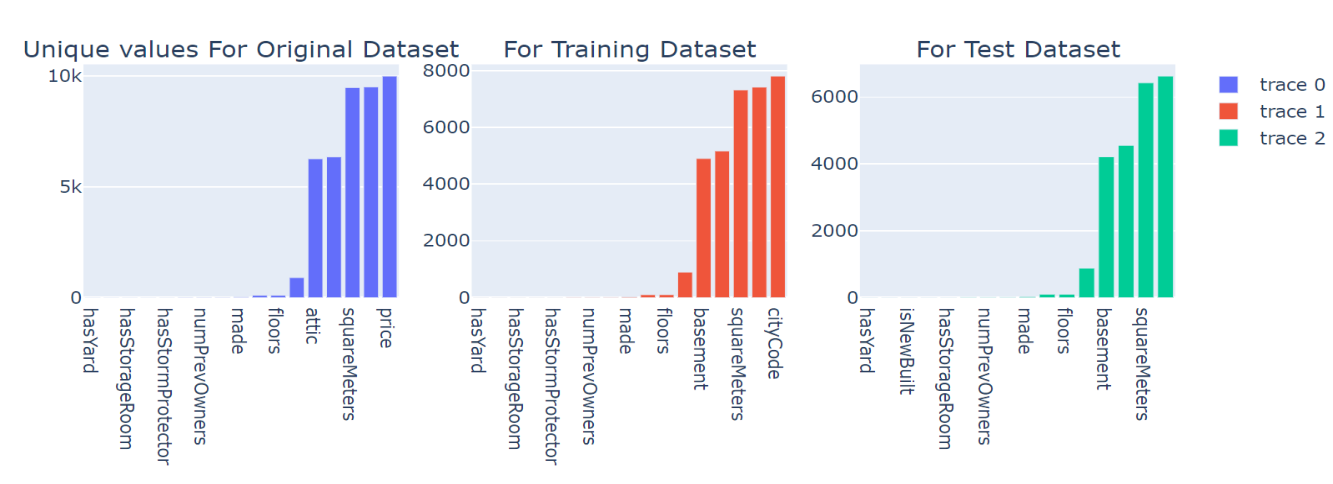 Unique values For Original Dataset
For Training Dataset
For Test Dataset
10k
5k
0
hasYard
hasStorageRoom
hasStormProtector
numPrevOwners
made
floors
attic
squareMeters
price
8000
6000
4000
2000
0
hasYard
hasStorageRoom
hasStormProtector
numPrevOwners
made
floors
basement
squareMeters
cityCode
6000
4000
2000
0
hasYard
isNewBuilt
hasStorageRoom
numPrevOwners
made
floors
basement
squareMeters
trace 0
trace 1
trace 2